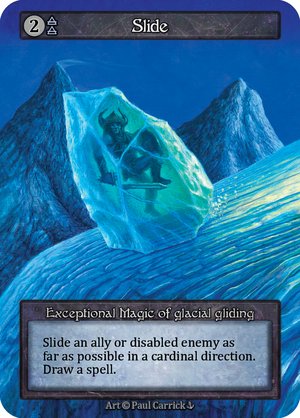 2
Slide
Exceptional Magic of glacial gliding
Slide an ally or disabled enemy as
far as possible in a cardinal direction.
Draw a spell.
Art © Paul Carrick